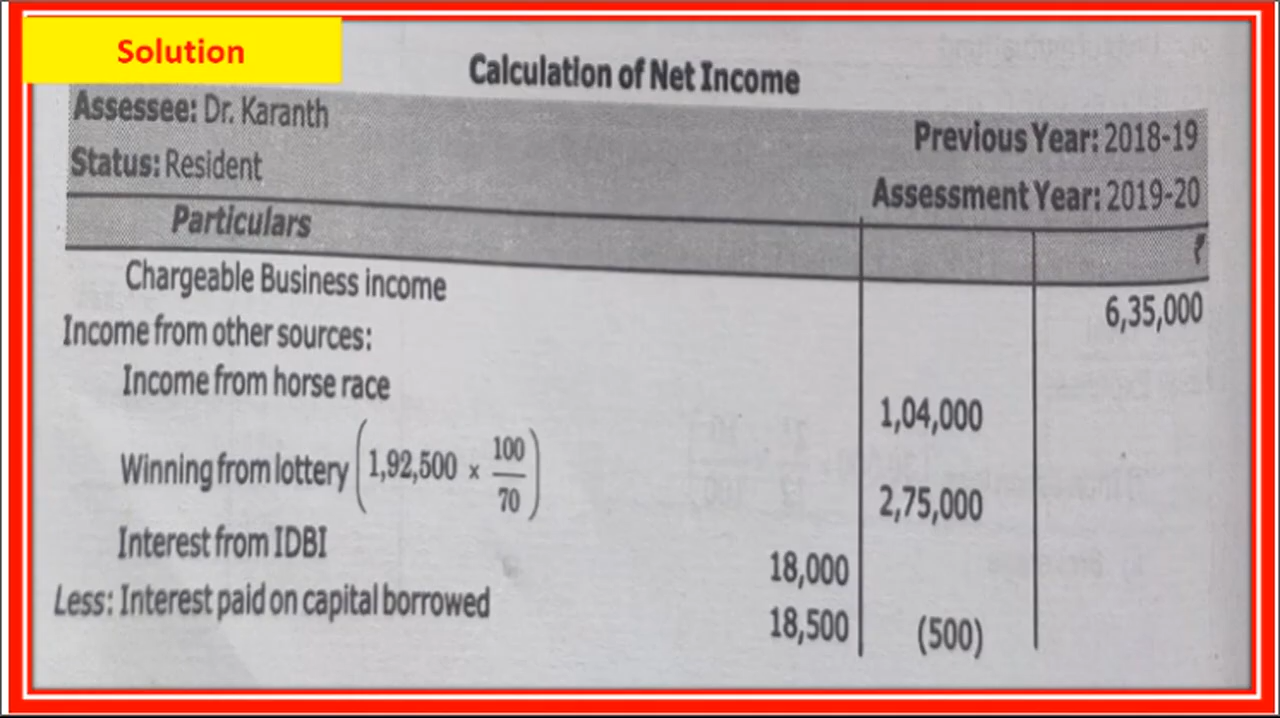 Solution
Calculation of Net Income
Assessee: Dr. Karanth
Previous Year: 2018-19
Status: Resident
Assessment Year: 2019-20
Particulars
₹
Chargeable Business income 6,35,000
Income from other sources:
Income from horse race 1,04,000
Winning from lottery (1,92,500 × 100/70) 2,75,000
Interest from IDBI 18,000
Less: Interest paid on capital borrowed 18,500 (500)